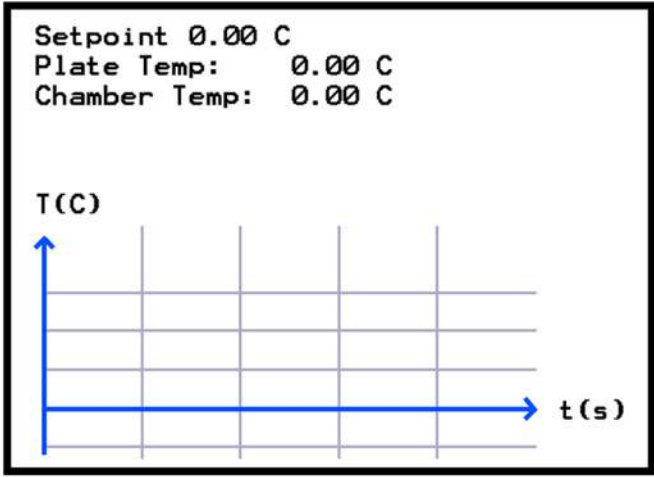 Setpoint 0.00 C
Plate Temp: 0.00 C
Chamber Temp: 0.00 C
T(C)
t(s)